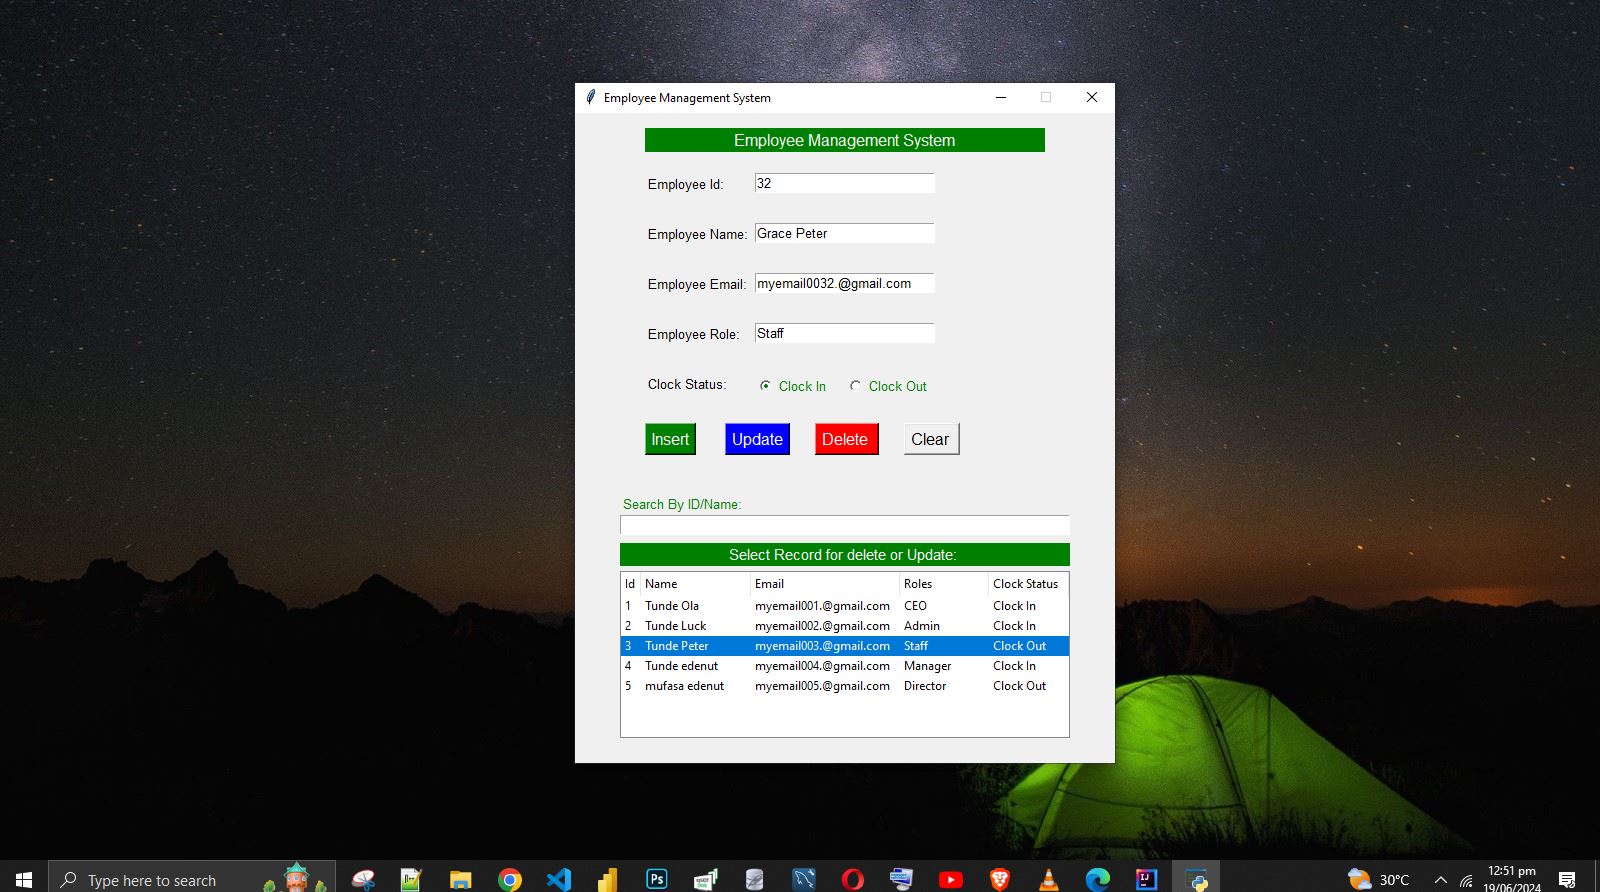 Employee Management System
Employee Management System
Employee Id: 32
Employee Name: Grace Peter
Employee Email: myemail0032.@gmail.com
Employee Role: Staff
Clock Status: Clock In Clock Out
Insert Update Delete Clear
Search By ID/Name:
Select Record for delete or Update:
Id Name Email Roles Clock Status
1 Tunde Ola myemail001.@gmail.com CEO Clock In
2 Tunde Luck myemail002.@gmail.com Admin Clock In
3 Tunde Peter myemail003.@gmail.com Staff Clock Out
4 Tunde edenut myemail004.@gmail.com Manager Clock In
5 mufasa edenut myemail005.@gmail.com Director Clock Out
Type here to search Ps IJ 30°C 12:51 pm
19/06/2024